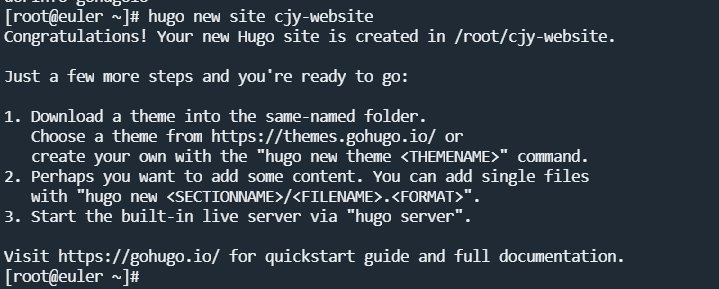 [root@euler ~]# hugo new site cjy-website
Congratulations! Your new Hugo site is created in /root/cjy-website.
Just a few more steps and you're ready to go:
1. Download a theme into the same-named folder.
Choose a theme from https://themes.gohugo.io/ or
create your own with the "hugo new theme <THEMENAME>" command.
2. Perhaps you want to add some content. You can add single files
with "hugo new <SECTIONNAME>/<FILENAME>.<FORMAT>".
3. Start the built-in live server via "hugo server".
Visit https://gohugo.io/ for quickstart guide and full documentation.
[root@euler ~]#